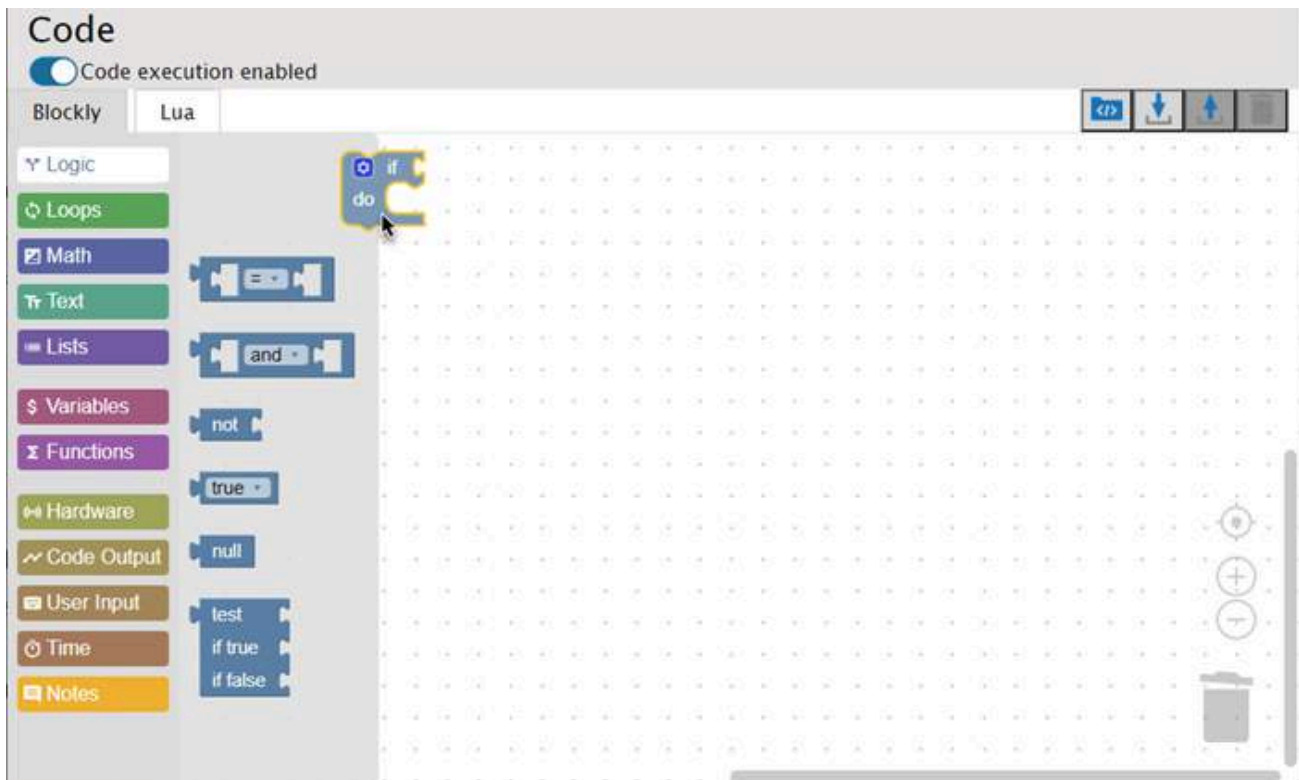 Code
Code execution enabled
Blockly
Lua
</>
Logic
Loops
Math
Tr Text
Lists
$ Variables
Σ Functions
Hardware
Code Output
User Input
Time
Notes
if
do
=
and
not
true
null
test
if true
if false